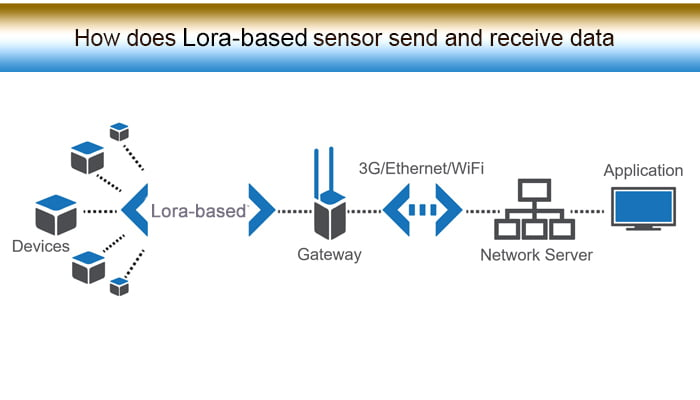 How does Lora-based sensor send and receive data
3G/Ethernet/WiFi
Application
Lora-based
Devices
Gateway
Network Server